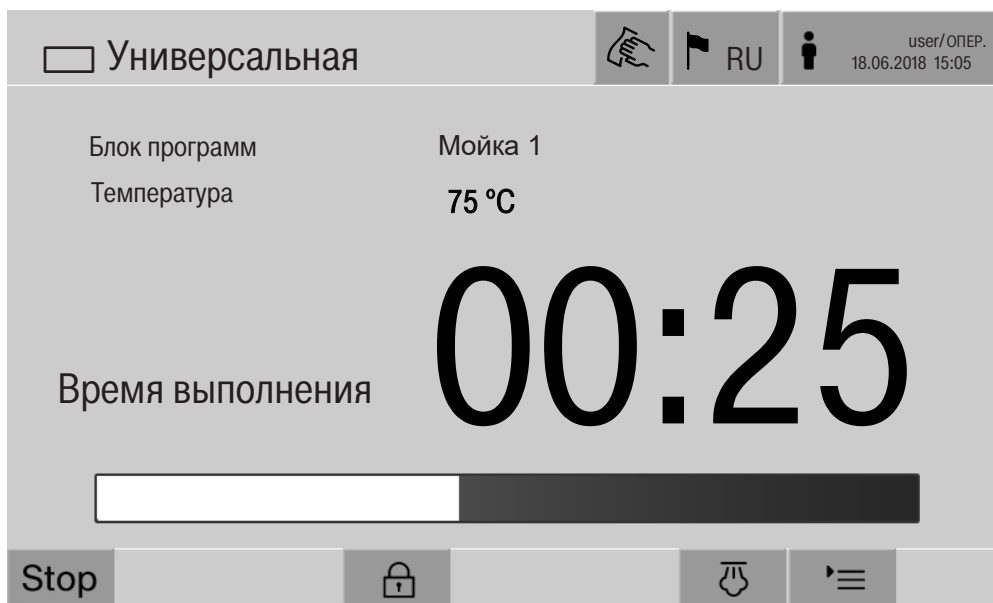 Универсальная
RU
user/ОПЕР.
18.06.2018 15:05
Блок программ Мойка 1
Температура 75 °C
Время выполнения 00:25
Stop